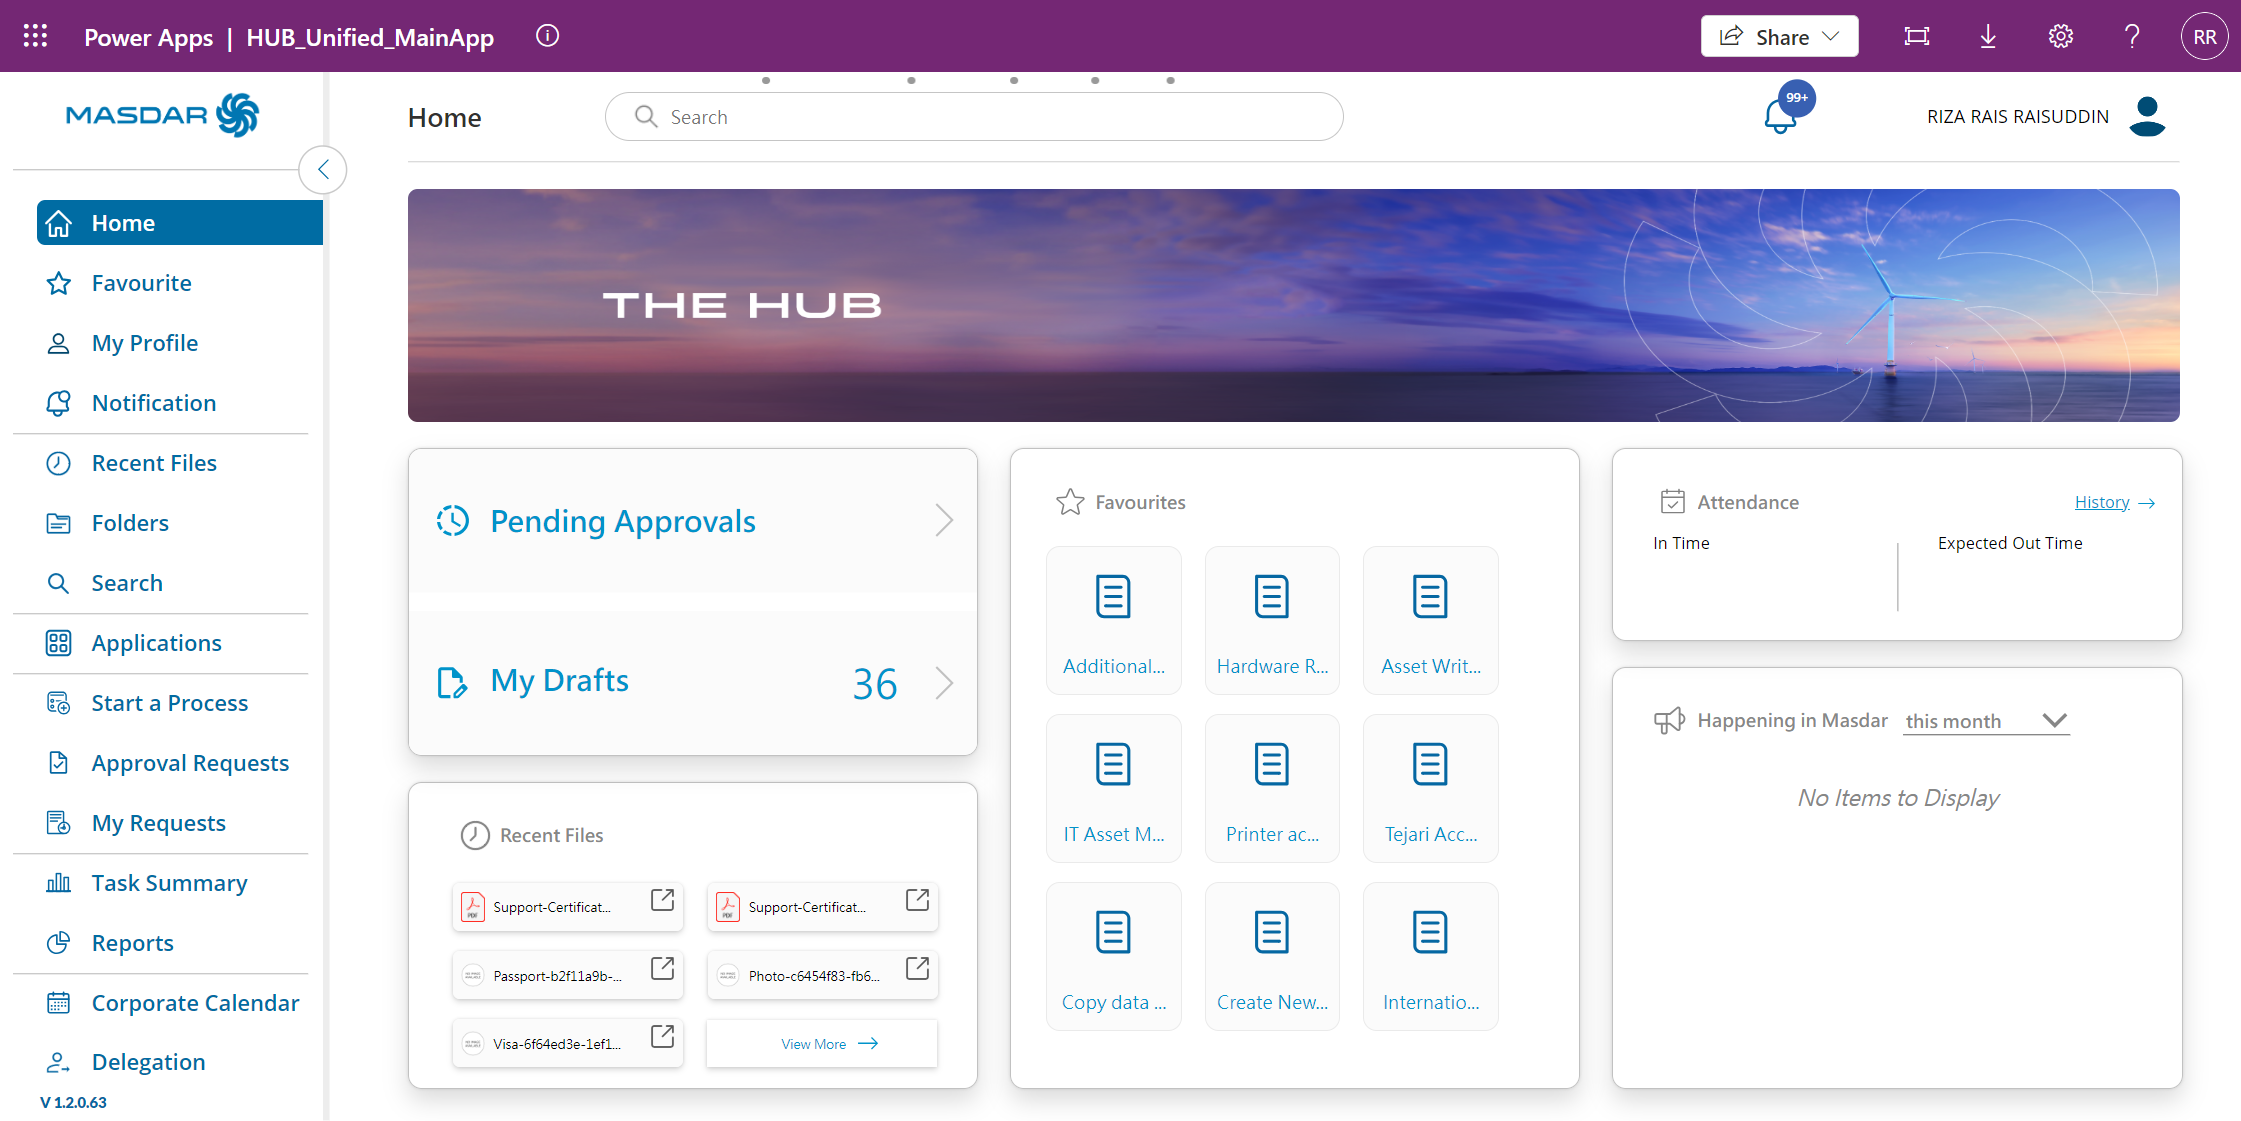 Power Apps | HUB_Unified_MainApp
Share
RR
MASDAR
Home
Search
99+
RIZA RAIS RAISUDDIN
Home
Favourite
My Profile
Notification
Recent Files
Folders
Search
Applications
Start a Process
Approval Requests
My Requests
Task Summary
Reports
Corporate Calendar
Delegation
V 1.2.0.63
THE HUB
Pending Approvals
My Drafts 36
Recent Files
PDF Support-Certificat...
PDF Support-Certificat...
Passport-b2f11a9b-...
Photo-c6454f83-fb6...
Visa-6f64ed3e-1ef1...
View More
Favourites
Additional...
Hardware R...
Asset Writ...
IT Asset M...
Printer ac...
Tejari Acc...
Copy data ...
Create New...
Internatio...
Attendance
History
In Time
Expected Out Time
Happening in Masdar this month
No Items to Display